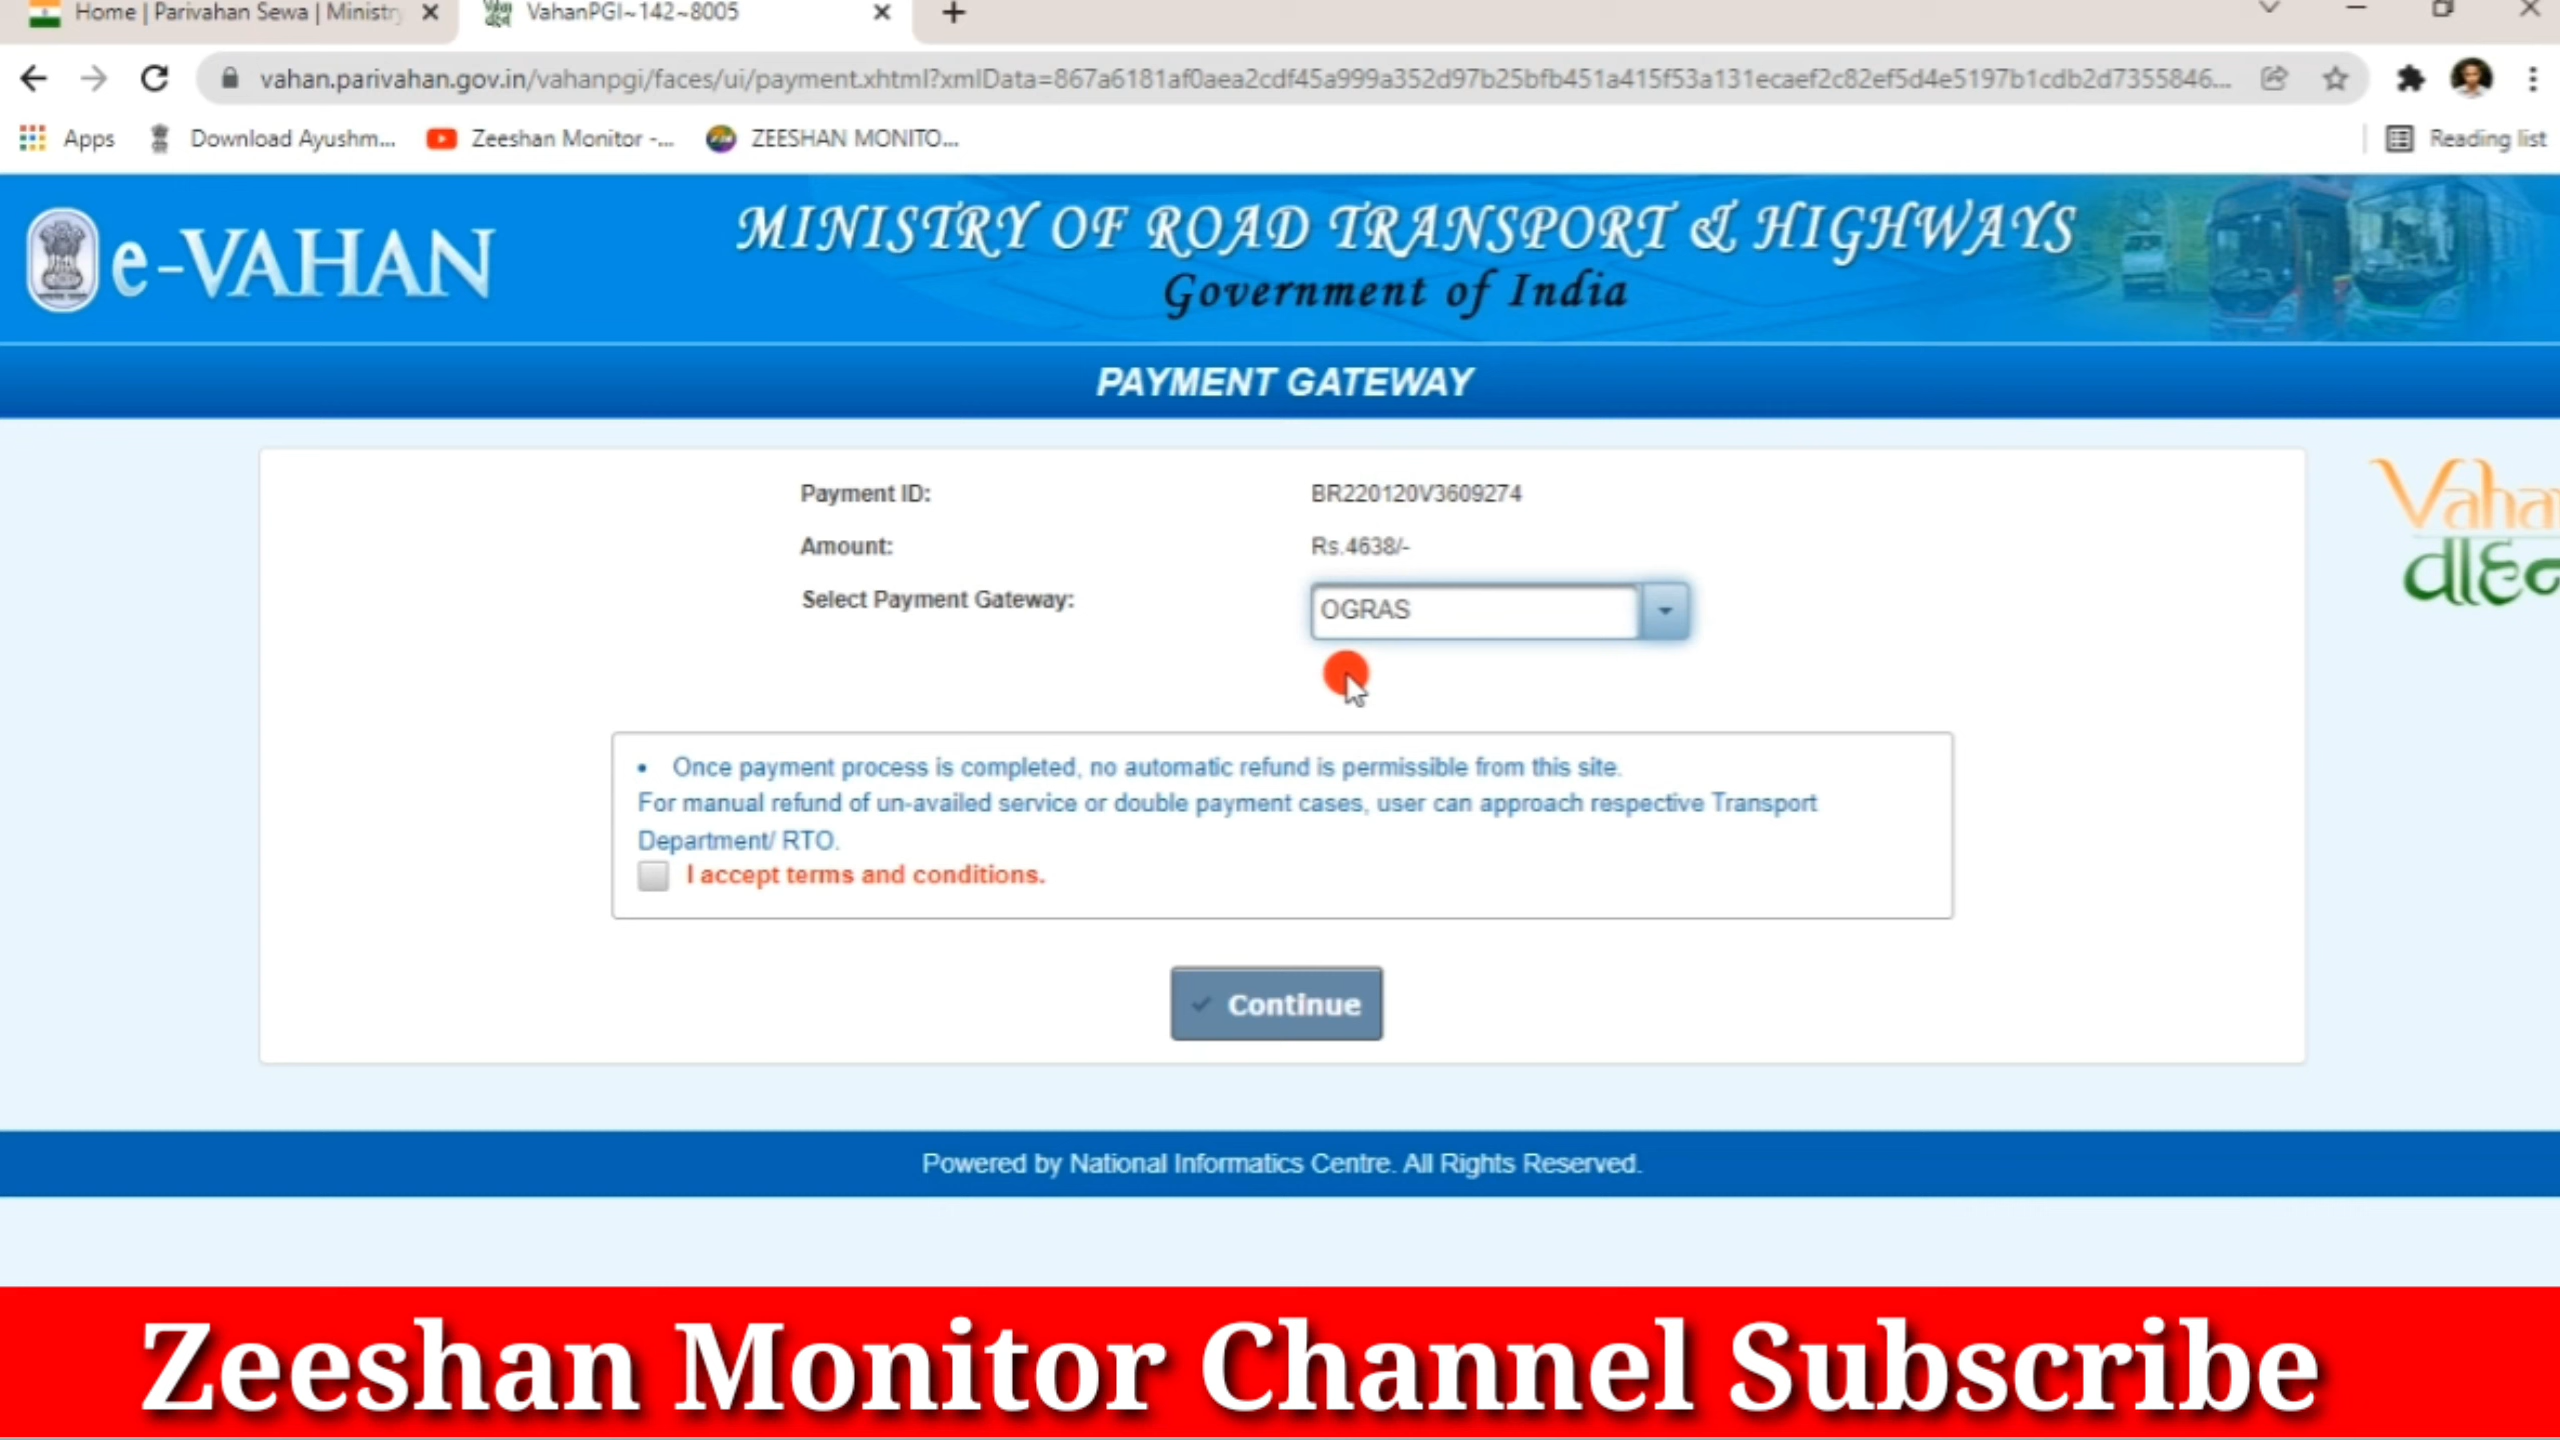 Home | Parivahan Sewa | Ministry
VahanPGI~142~8005
vahan.parivahan.gov.in/vahanpgi/faces/ui/payment.xhtml?xmlData=867a6181af0aea2cdf45a999a352d97b25bfb451a415f53a131ecaef2c82ef5d4e5197b1cdb2d7355846...
Apps
Download Ayushm...
Zeeshan Monitor -...
ZEESHAN MONITO...
Reading list
e-VAHAN
MINISTRY OF ROAD TRANSPORT & HIGHWAYS
Government of India
PAYMENT GATEWAY
Payment ID: BR220120V3609274
Amount: Rs.4638/-
Select Payment Gateway: OGRAS
• Once payment process is completed, no automatic refund is permissible from this site.
For manual refund of un-availed service or double payment cases, user can approach respective Transport
Department/ RTO.
I accept terms and conditions.
Continue
Powered by National Informatics Centre. All Rights Reserved.
Zeeshan Monitor Channel Subscribe